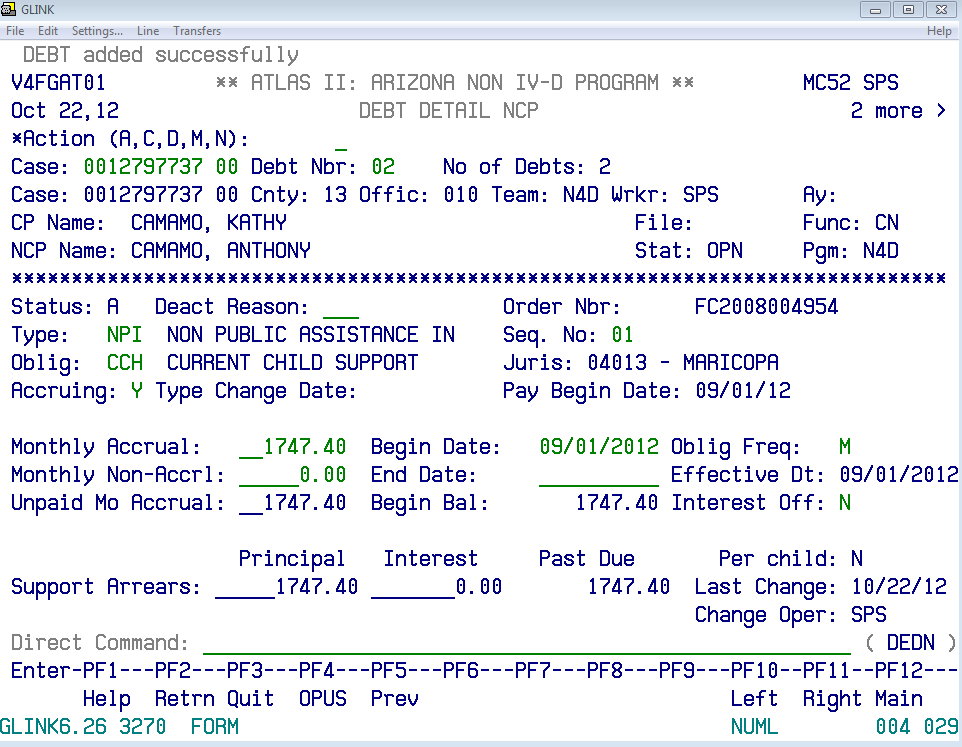 GLINK
File Edit Settings... Line Transfers Help
DEBT added successfully
V4FGAT01 ** ATLAS II: ARIZONA NON IV-D PROGRAM ** MC52 SPS
Oct 22,12 DEBT DETAIL NCP 2 more >
*Action (A,C,D,M,N): _
Case: 0012797737 00 Debt Nbr: 02 No of Debts: 2
Case: 0012797737 00 Cnty: 13 Offic: 010 Team: N4D Wrkr: SPS Ay:
CP Name: CAMAMO, KATHY File: Func: CN
NCP Name: CAMAMO, ANTHONY Stat: OPN Pgm: N4D
******************************************************************************
Status: A Deact Reason: ___ Order Nbr: FC2008004954
Type: NPI NON PUBLIC ASSISTANCE IN Seq. No: 01
Oblig: CCH CURRENT CHILD SUPPORT Juris: 04013 - MARICOPA
Accruing: Y Type Change Date: Pay Begin Date: 09/01/12
Monthly Accrual: __1747.40 Begin Date: 09/01/2012 Oblig Freq: M
Monthly Non-Accrl: _____0.00 End Date: __________ Effective Dt: 09/01/2012
Unpaid Mo Accrual: __1747.40 Begin Bal: 1747.40 Interest Off: N
Principal Interest Past Due Per child: N
Support Arrears: _____1747.40 _______0.00 1747.40 Last Change: 10/22/12
Change Oper: SPS
Direct Command: ______________________________________________________ ( DEDN )
Enter-PF1---PF2---PF3---PF4---PF5---PF6---PF7---PF8---PF9---PF10--PF11--PF12---
Help Retrn Quit OPUS Prev Left Right Main
GLINK6.26 3270 FORM NUML 004 029